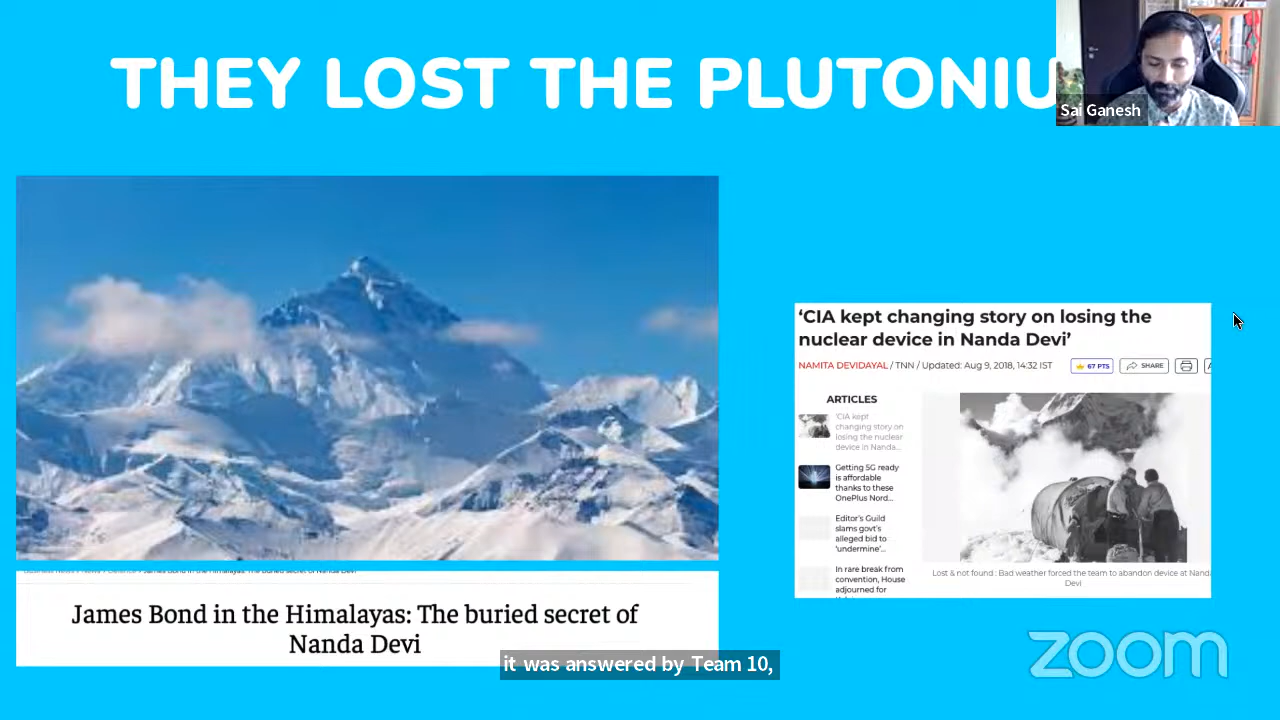 THEY LOST THE PLUTONIU
Sai Ganesh
James Bond in the Himalayas: The buried secret of
Nanda Devi
‘CIA kept changing story on losing the
nuclear device in Nanda Devi’
NAMITA DEVIDAYAL / TNN / Updated: Aug 9, 2018, 14:32 IST
67 PTS
SHARE
ARTICLES
‘CIA kept
changing story on
losing the nuclear
device in Nanda...
Getting 5G ready
is affordable
thanks to these
OnePlus Nord...
Editor’s Guild
slams govt’s
alleged bid to
‘undermine’...
In rare break from
convention, House
adjourned for
Lost & not found : Bad weather forced the team to abandon device at Nanda
Devi
it was answered by Team 10,
zoom